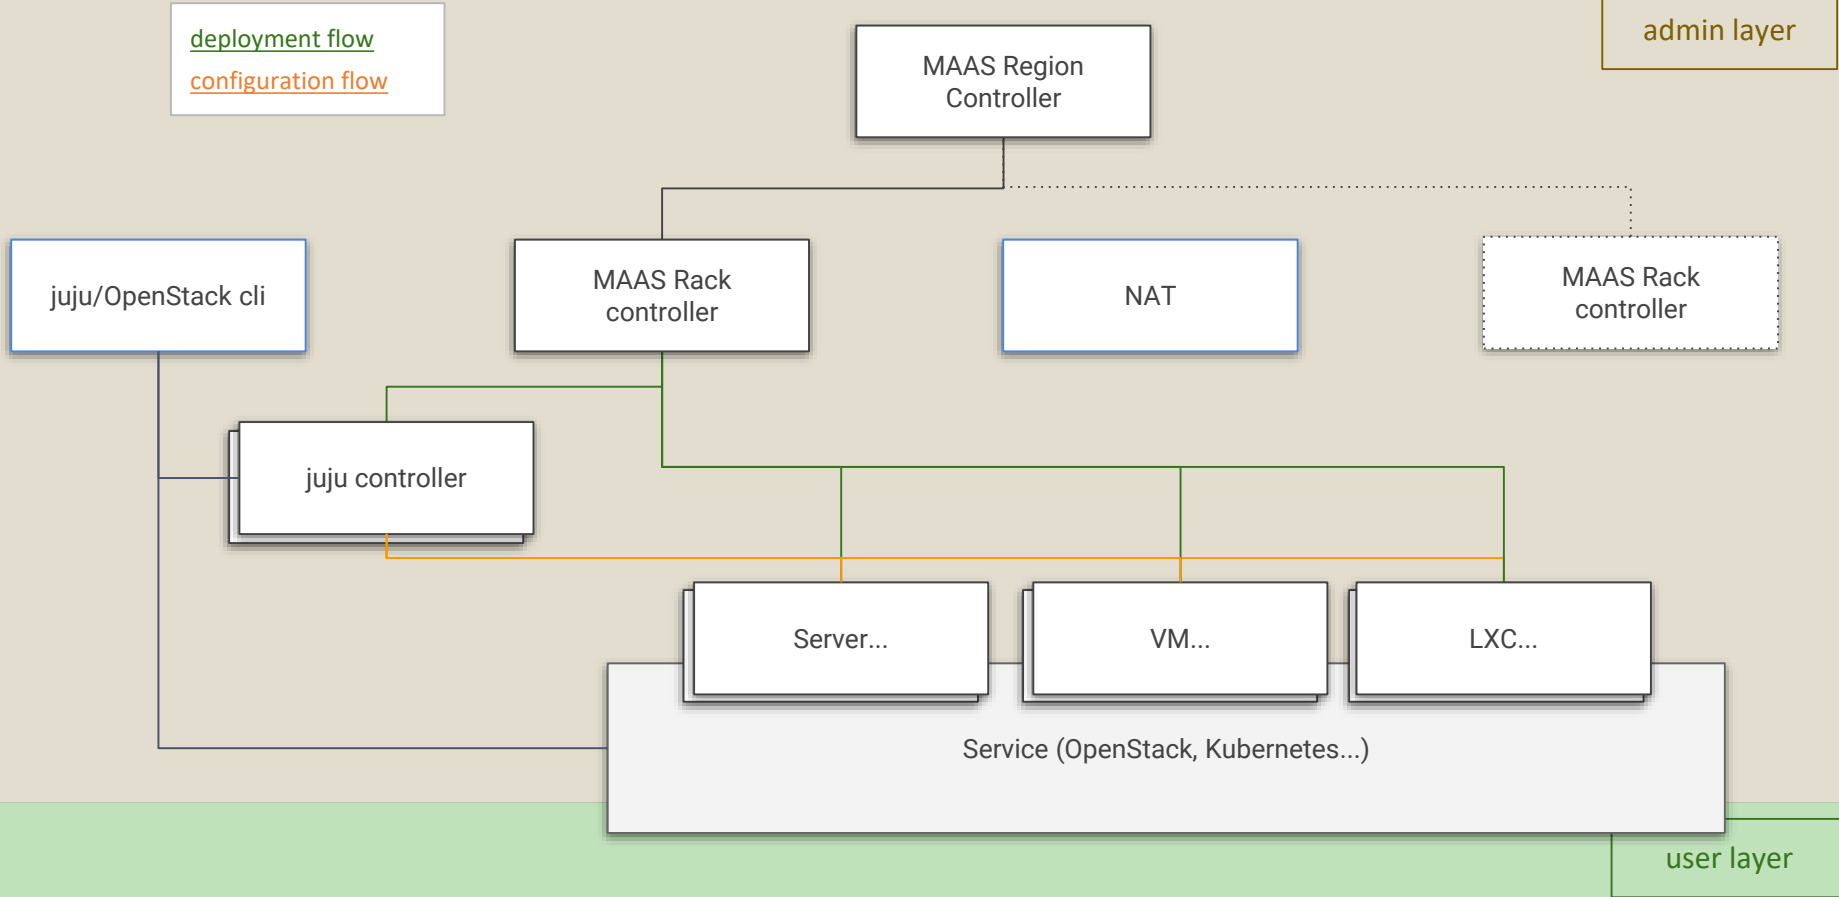 deployment flow
configuration flow
MAAS Region
Controller
admin layer
juju/OpenStack cli
MAAS Rack
controller
NAT
MAAS Rack
controller
juju controller
Server...
VM...
LXC...
Service (OpenStack, Kubernetes...)
user layer